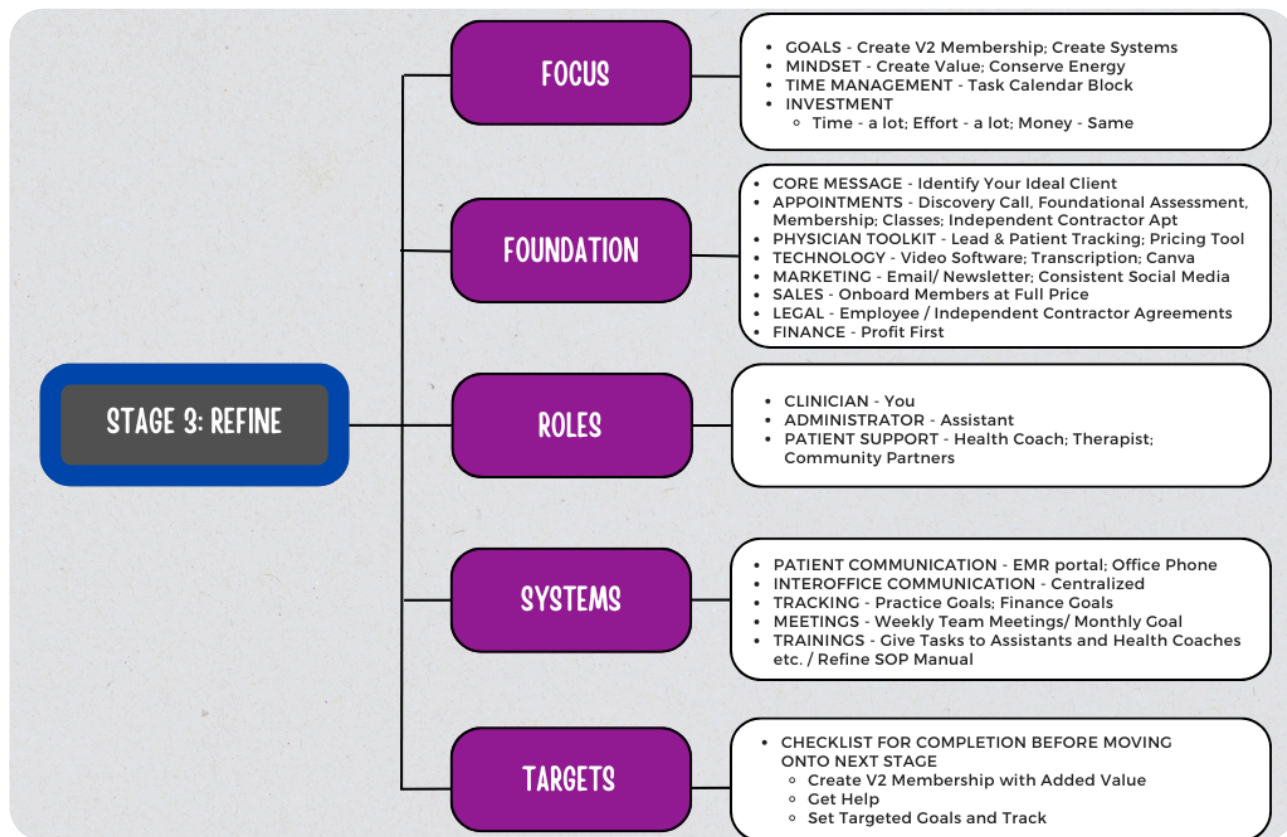 STAGE 3: REFINE
FOCUS
• GOALS - Create V2 Membership; Create Systems
• MINDSET - Create Value; Conserve Energy
• TIME MANAGEMENT - Task Calendar Block
• INVESTMENT
◦ Time - a lot; Effort - a lot; Money - Same
FOUNDATION
• CORE MESSAGE - Identify Your Ideal Client
• APPOINTMENTS - Discovery Call, Foundational Assessment,
Membership; Classes; Independent Contractor Apt
• PHYSICIAN TOOLKIT - Lead & Patient Tracking; Pricing Tool
• TECHNOLOGY - Video Software; Transcription; Canva
• MARKETING - Email/ Newsletter; Consistent Social Media
• SALES - Onboard Members at Full Price
• LEGAL - Employee / Independent Contractor Agreements
• FINANCE - Profit First
ROLES
• CLINICIAN - You
• ADMINISTRATOR - Assistant
• PATIENT SUPPORT - Health Coach; Therapist;
Community Partners
SYSTEMS
• PATIENT COMMUNICATION - EMR portal; Office Phone
• INTEROFFICE COMMUNICATION - Centralized
• TRACKING - Practice Goals; Finance Goals
• MEETINGS - Weekly Team Meetings/ Monthly Goal
• TRAININGS - Give Tasks to Assistants and Health Coaches
etc. / Refine SOP Manual
TARGETS
• CHECKLIST FOR COMPLETION BEFORE MOVING
ONTO NEXT STAGE
◦ Create V2 Membership with Added Value
◦ Get Help
◦ Set Targeted Goals and Track